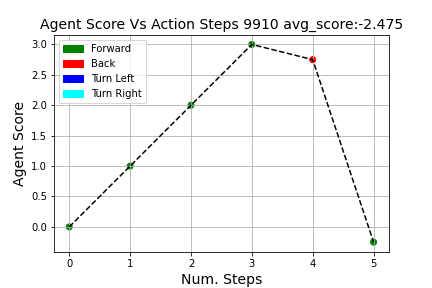 Agent Score Vs Action Steps 9910 avg_score:-2.475
3.0
2.5
2.0
1.5
1.0
0.5
0.0
Forward
Back
Turn Left
Turn Right
Agent Score
0 1 2 3 4 5
Num. Steps